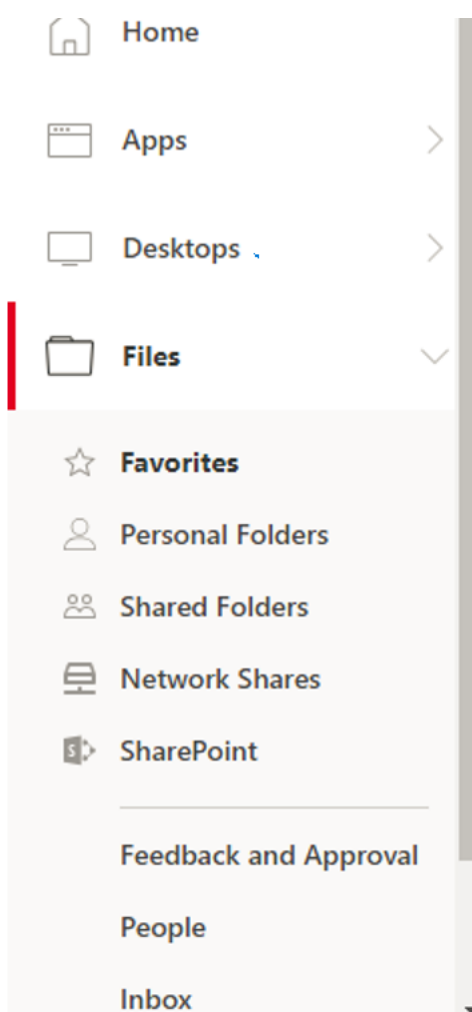 Home
Apps
Desktops
Files
Favorites
Personal Folders
Shared Folders
Network Shares
SharePoint
Feedback and Approval
People
Inbox